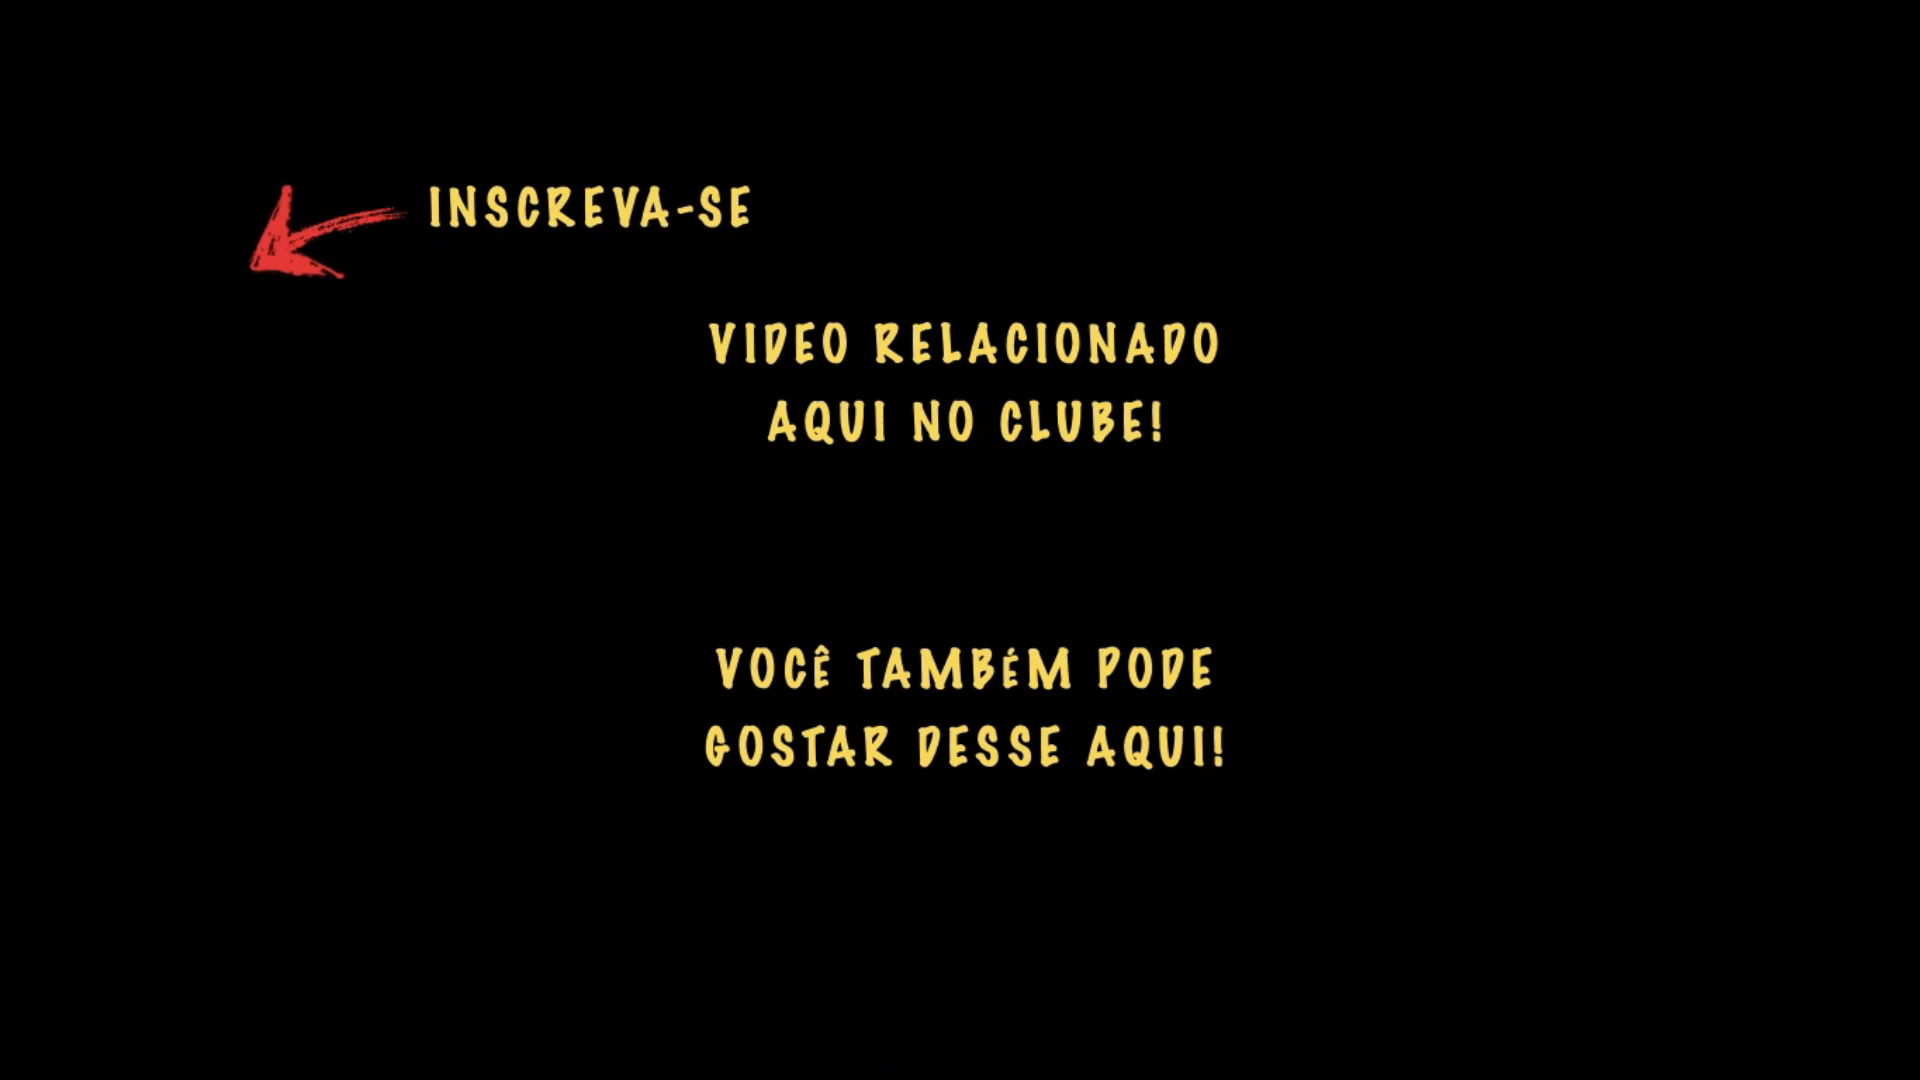 INSCREVA-SE
VIDEO RELACIONADO
AQUI NO CLUBE!
VOCÊ TAMBÉM PODE
GOSTAR DESSE AQUI!